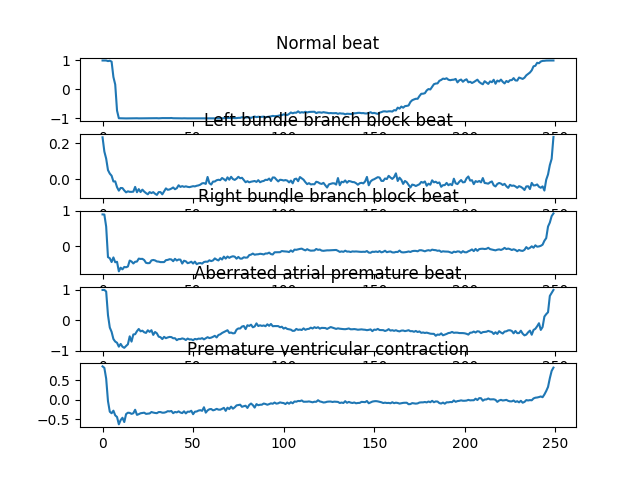 Normal beat
1
0
−1
Left bundle branch block beat
0.2
0.0
Right bundle branch block beat
1
0
Aberrated atrial premature beat
1
0
−1
Premature ventricular contraction
0.5
0.0
−0.5
0 50 100 150 200 250